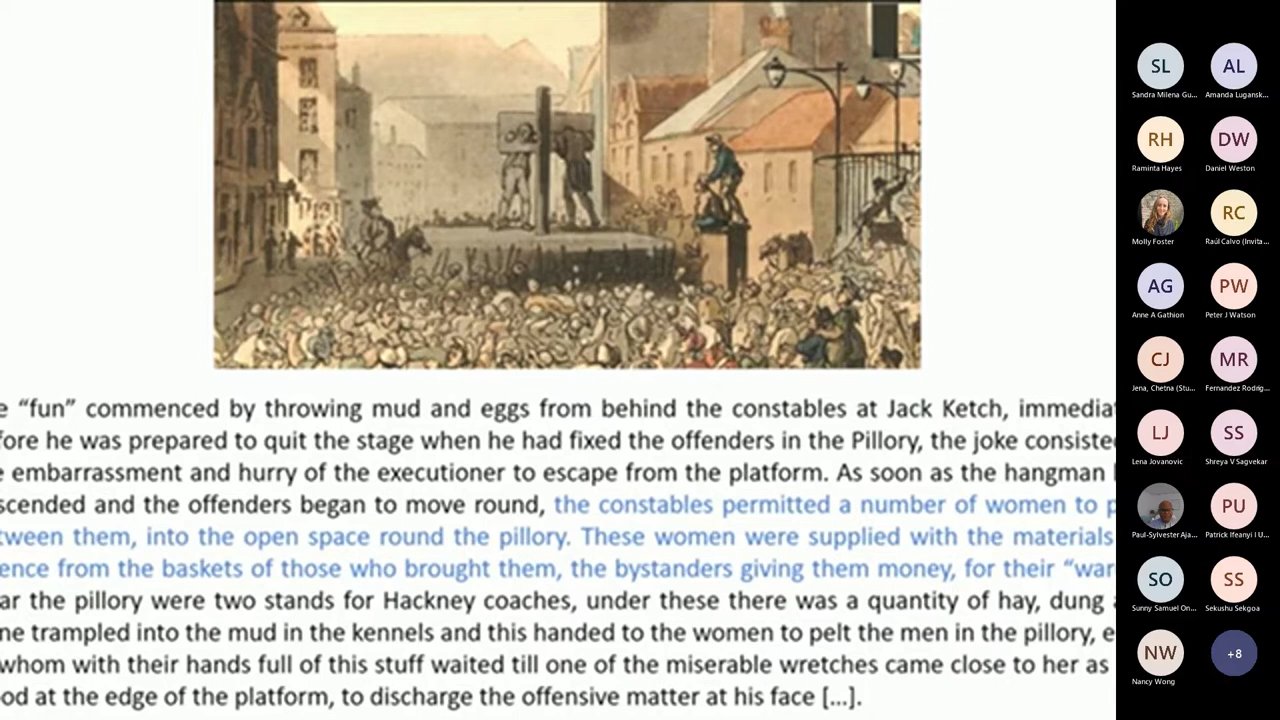 e “fun” commenced by throwing mud and eggs from behind the constables at Jack Ketch, immediat
fore he was prepared to quit the stage when he had fixed the offenders in the Pillory, the joke consisted
e embarrassment and hurry of the executioner to escape from the platform. As soon as the hangman
scended and the offenders began to move round, the constables permitted a number of women to p
tween them, into the open space round the pillory. These women were supplied with the materials
ence from the baskets of those who brought them, the bystanders giving them money, for their “war
ar the pillory were two stands for Hackney coaches, under these there was a quantity of hay, dung
ne trampled into the mud in the kennels and this handed to the women to pelt the men in the pillory, e
whom with their hands full of this stuff waited till one of the miserable wretches came close to her as
ood at the edge of the platform, to discharge the offensive matter at his face [...].
SL AL
Sandra Milena Gu... Amanda Lugansk...
RH DW
Raminta Hayes Daniel Weston
RC
Molly Foster Raúl Calvo (Invita...
AG PW
Anne A Gathion Peter J Watson
CJ MR
Jena, Chetna (Stu... Fernandez Rodrig...
LJ SS
Lena Jovanovic Shreya V Sagvekar
PU
Paul-Sylvester Aja... Patrick Ifeanyi I U...
SO SS
Sunny Samuel On... Sekushu Sekgoa
NW +8
Nancy Wong